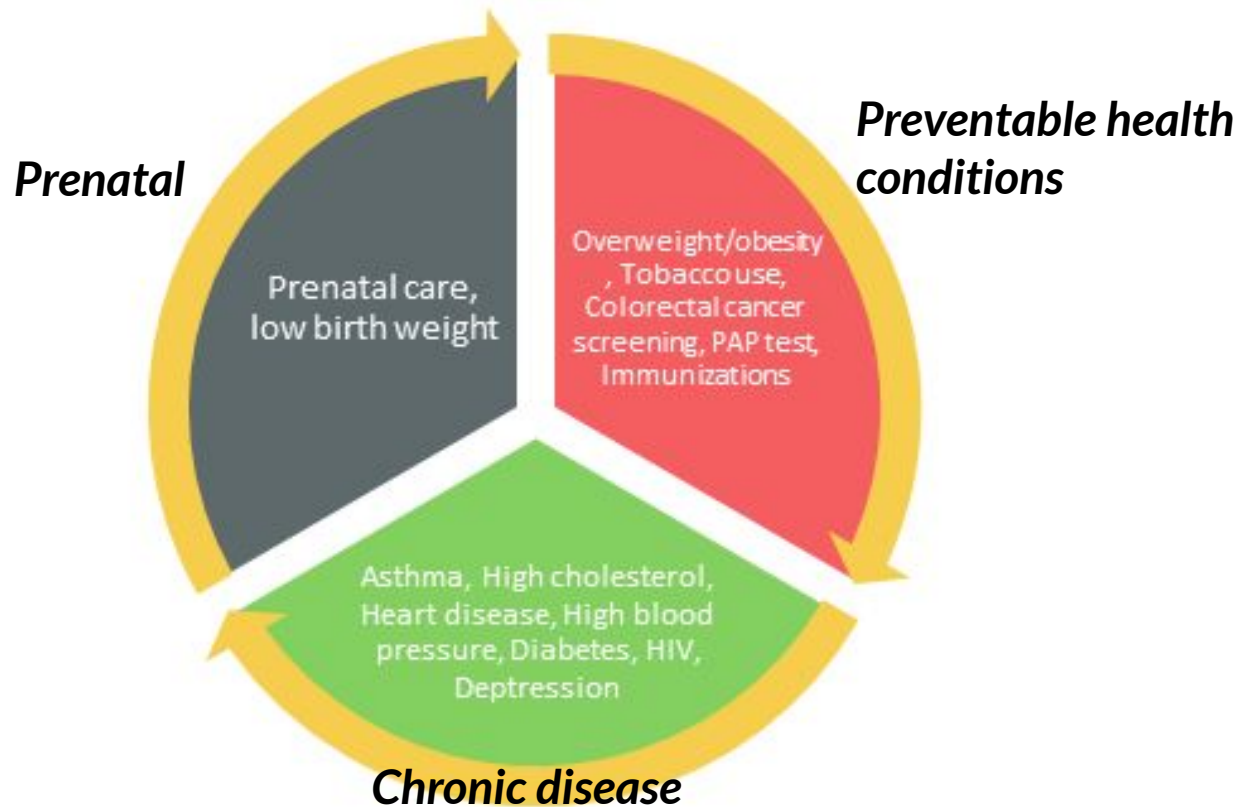 Prenatal
Preventable health
conditions
Prenatal care,
low birth weight
Overweight/obesity
, Tobacco use,
Colorectal cancer
screening, PAP test,
Immunizations
Asthma, High cholesterol,
Heart disease, High blood
pressure, Diabetes, HIV,
Deptression
Chronic disease